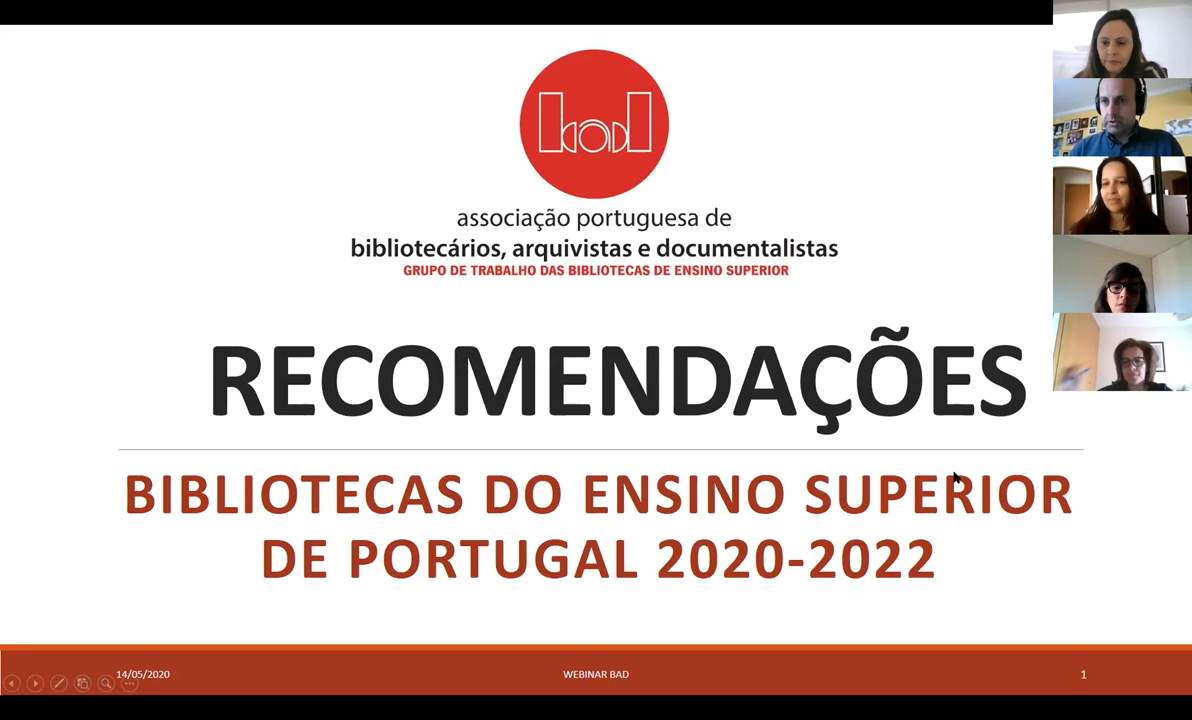 bad
associação portuguesa de
bibliotecários, arquivistas e documentalistas
GRUPO DE TRABALHO DAS BIBLIOTECAS DE ENSINO SUPERIOR
RECOMENDAÇÕES
BIBLIOTECAS DO ENSINO SUPERIOR
DE PORTUGAL 2020-2022
14/05/2020
WEBINAR BAD
1